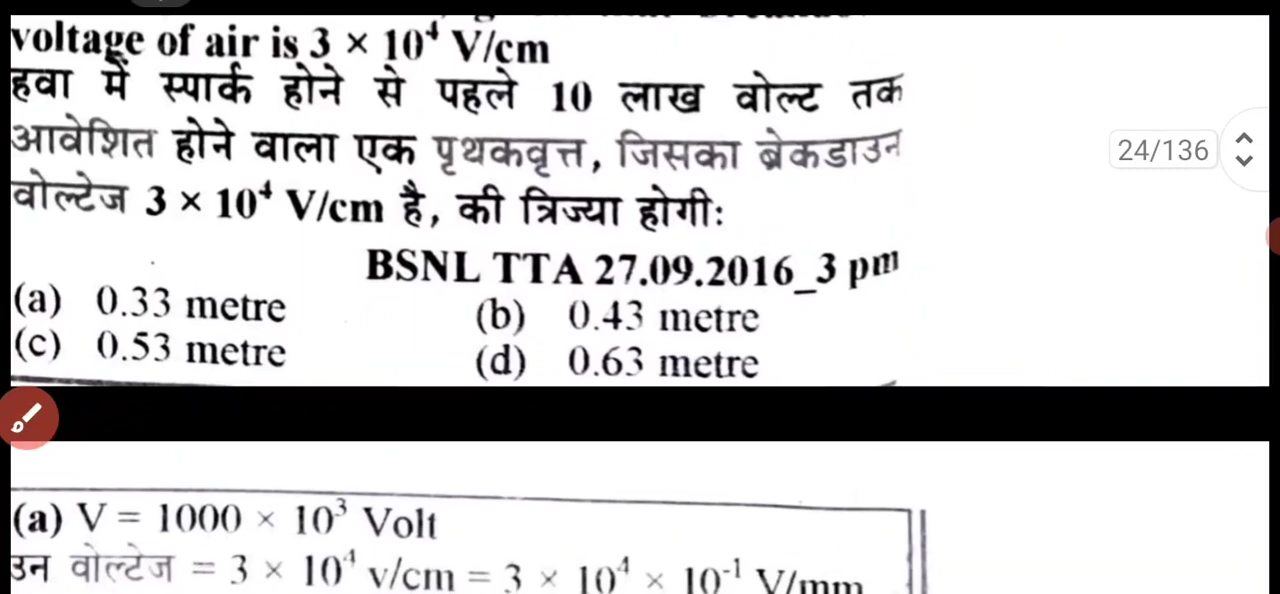 voltage of air is 3 × 10⁴ V/cm
हवा में स्पार्क होने से पहले 10 लाख वोल्ट तक
आवेशित होने वाला एक पृथकवृत्त, जिसका ब्रेकडाउन
वोल्टेज 3 × 10⁴ V/cm है, की त्रिज्या होगी:
BSNL TTA 27.09.2016_3 pm
(a) 0.33 metre (b) 0.43 metre
(c) 0.53 metre (d) 0.63 metre
24/136
(a) V = 1000 × 10³ Volt
उन वोल्टेज = 3 × 10⁴ v/cm = 3 × 10⁴ × 10⁻¹ V/mm